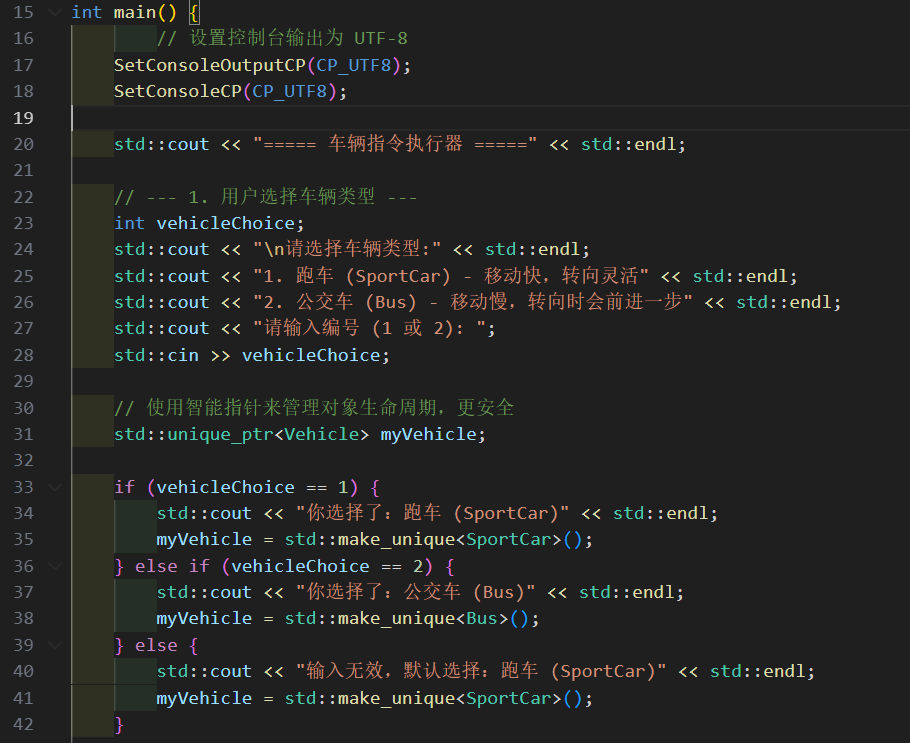 15 int main() {
16 // 设置控制台输出为 UTF-8
17 SetConsoleOutputCP(CP_UTF8);
18 SetConsoleCP(CP_UTF8);
19
20 std::cout << "===== 车辆指令执行器 =====" << std::endl;
21
22 // --- 1. 用户选择车辆类型 ---
23 int vehicleChoice;
24 std::cout << "\n请选择车辆类型:" << std::endl;
25 std::cout << "1. 跑车 (SportCar) - 移动快，转向灵活" << std::endl;
26 std::cout << "2. 公交车 (Bus) - 移动慢，转向时会前进一步" << std::endl;
27 std::cout << "请输入编号 (1 或 2): ";
28 std::cin >> vehicleChoice;
29
30 // 使用智能指针来管理对象生命周期，更安全
31 std::unique_ptr<Vehicle> myVehicle;
32
33 if (vehicleChoice == 1) {
34 std::cout << "你选择了：跑车 (SportCar)" << std::endl;
35 myVehicle = std::make_unique<SportCar>();
36 } else if (vehicleChoice == 2) {
37 std::cout << "你选择了：公交车 (Bus)" << std::endl;
38 myVehicle = std::make_unique<Bus>();
39 } else {
40 std::cout << "输入无效，默认选择：跑车 (SportCar)" << std::endl;
41 myVehicle = std::make_unique<SportCar>();
42 }